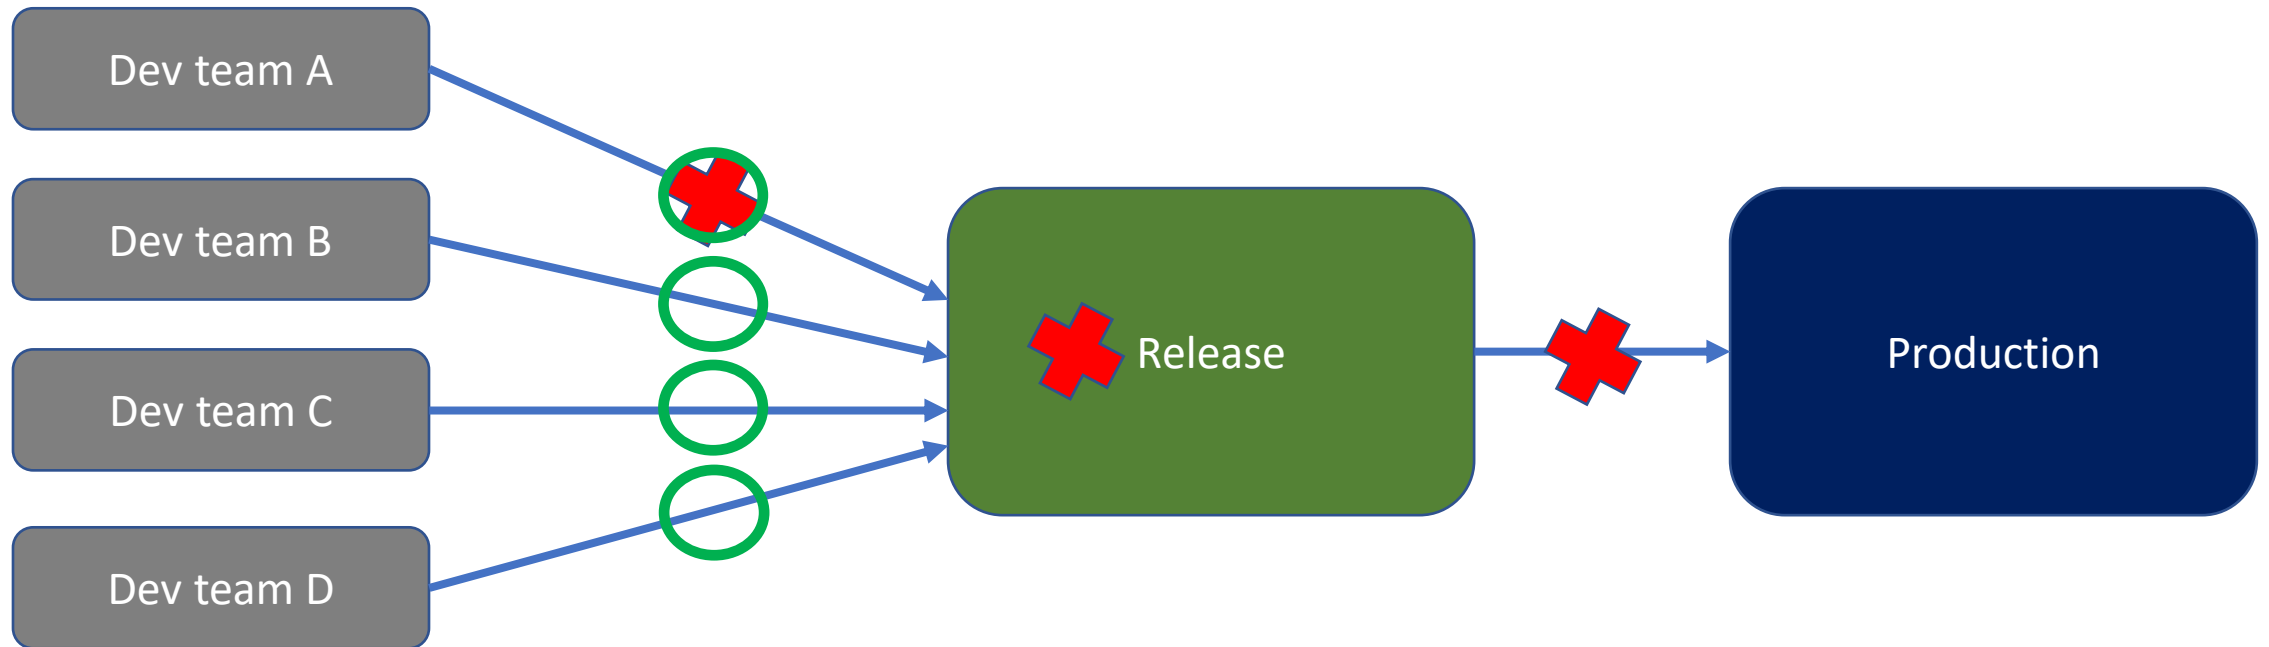 Dev team A
Dev team B
Dev team C
Dev team D
Release
Production